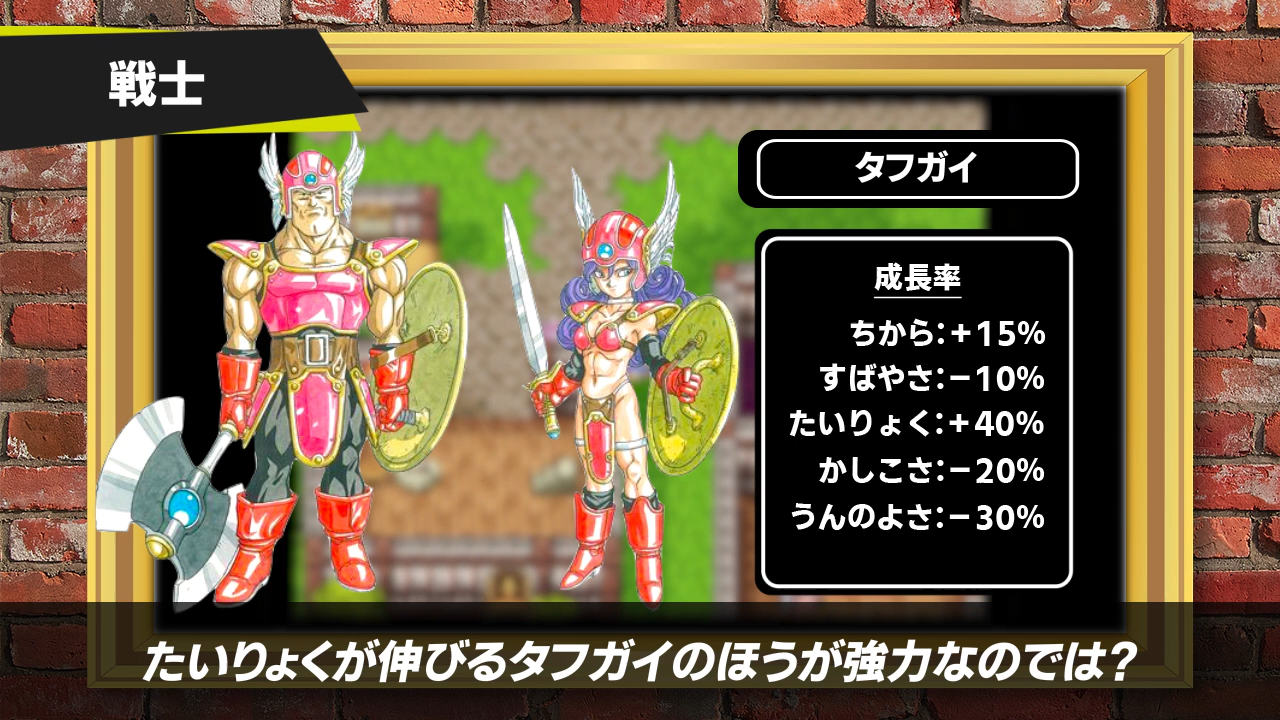 戦士
タフガイ
成長率
ちから:+15%
すばやさ:−10%
たいりょく:+40%
かしこさ:−20%
うんのよさ:−30%
たいりょくが伸びるタフガイのほうが強力なのでは?